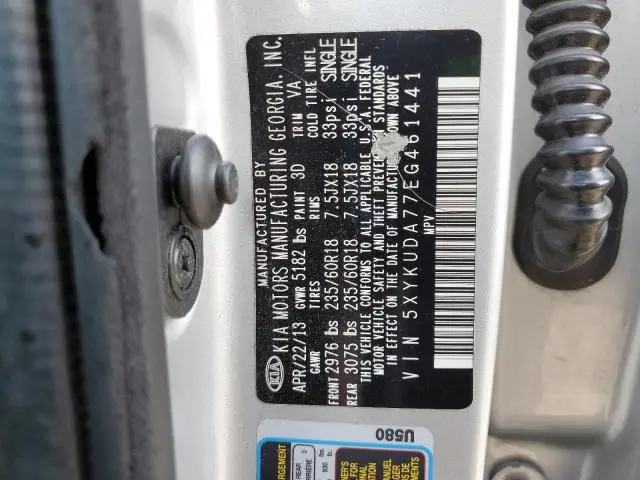 KIA
MANUFACTURED BY
KIA MOTORS MANUFACTURING GEORGIA, INC.
APR/22/13 GVWR 5182 lbs PAINT 3D TRIM VA
GAWR TIRES RIMS COLD TIRE INFL
FRONT 2976 lbs 235/60R18 7.5JX18 33psi SINGLE
REAR 3075 lbs 235/60R18 7.5JX18 33psi SINGLE
THIS VEHICLE CONFORMS TO ALL APPLICABLE U.S.A. FEDERAL
MOTOR VEHICLE SAFETY AND THEFT PREVENTION STANDARDS
IN EFFECT ON THE DATE OF MANUFACTURE SHOWN ABOVE
VIN 5XYKUDA77EG461441
MPV
U580
REAR